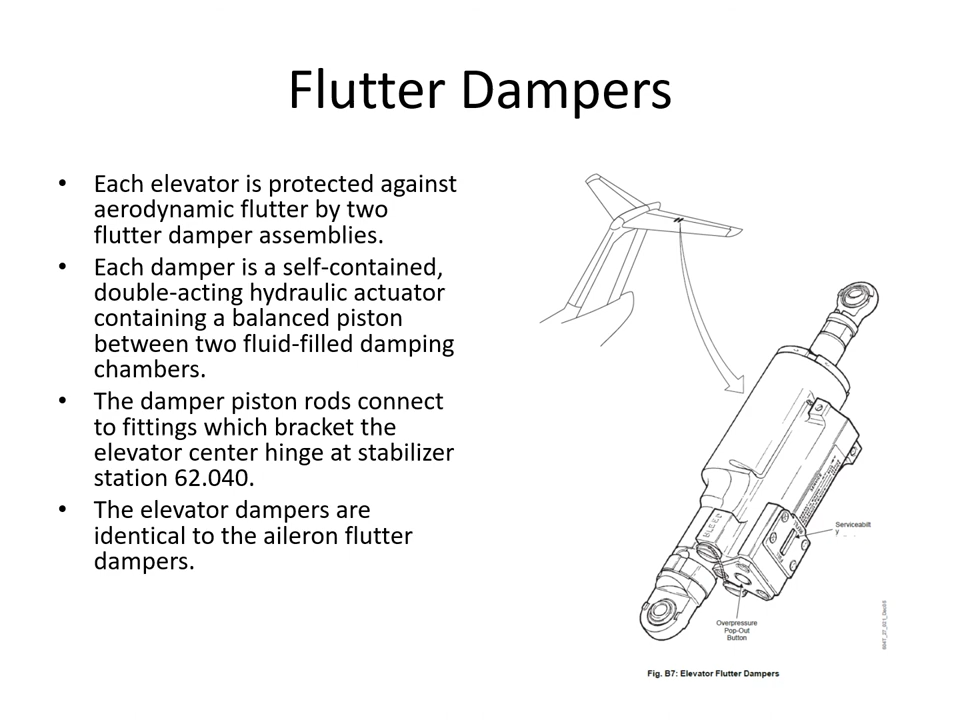 Flutter Dampers
• Each elevator is protected against
aerodynamic flutter by two
flutter damper assemblies.
• Each damper is a self-contained,
double-acting hydraulic actuator
containing a balanced piston
between two fluid-filled damping
chambers.
• The damper piston rods connect
to fittings which bracket the
elevator center hinge at stabilizer
station 62.040.
• The elevator dampers are
identical to the aileron flutter
dampers.
BLEED
Serviceabilit
y
Overpressure
Pop-Out
Button
Fig. B7: Elevator Flutter Dampers